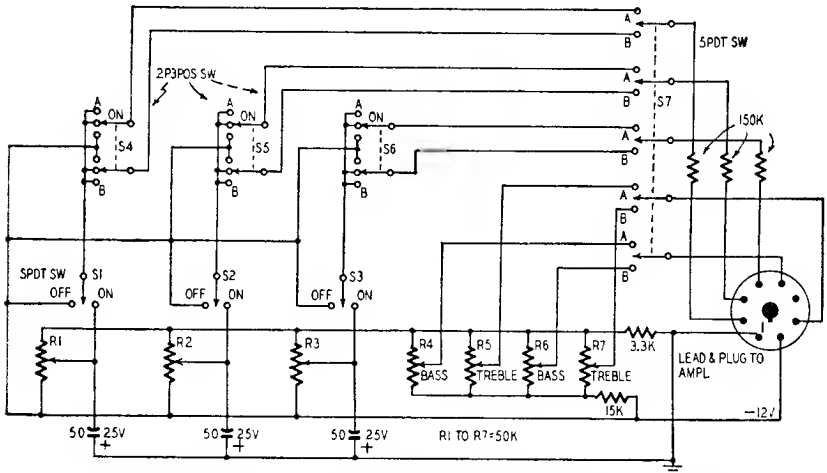 A
B
5PDT SW
2P3POS SW
A
B
S7
A
ON
S4
B
A
ON
S5
B
A
ON
S6
B
A
B
150K
A
B
A
B
SPDT SW
S1
OFF
ON
S2
OFF
ON
S3
OFF
ON
R1
R2
R3
R4
BASS
R5
TREBLE
R6
BASS
R7
TREBLE
3.3K
15K
LEAD & PLUG TO
AMPL
—12V
50 25V
+
50 25V
+
50 25V
+
R1 TO R7=50K